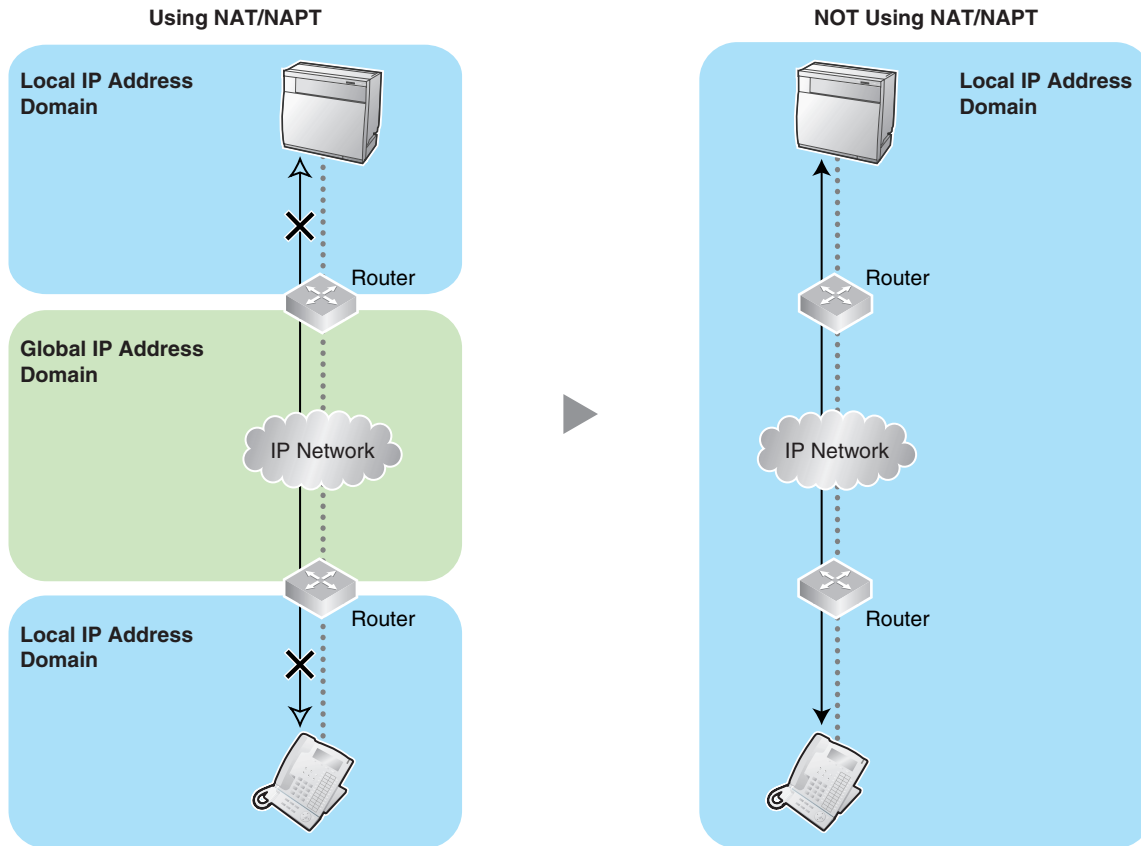 Using NAT/NAPT
Local IP Address
Domain
Router
Global IP Address
Domain
IP Network
Router
Local IP Address
Domain
NOT Using NAT/NAPT
Local IP Address
Domain
Router
IP Network
Router